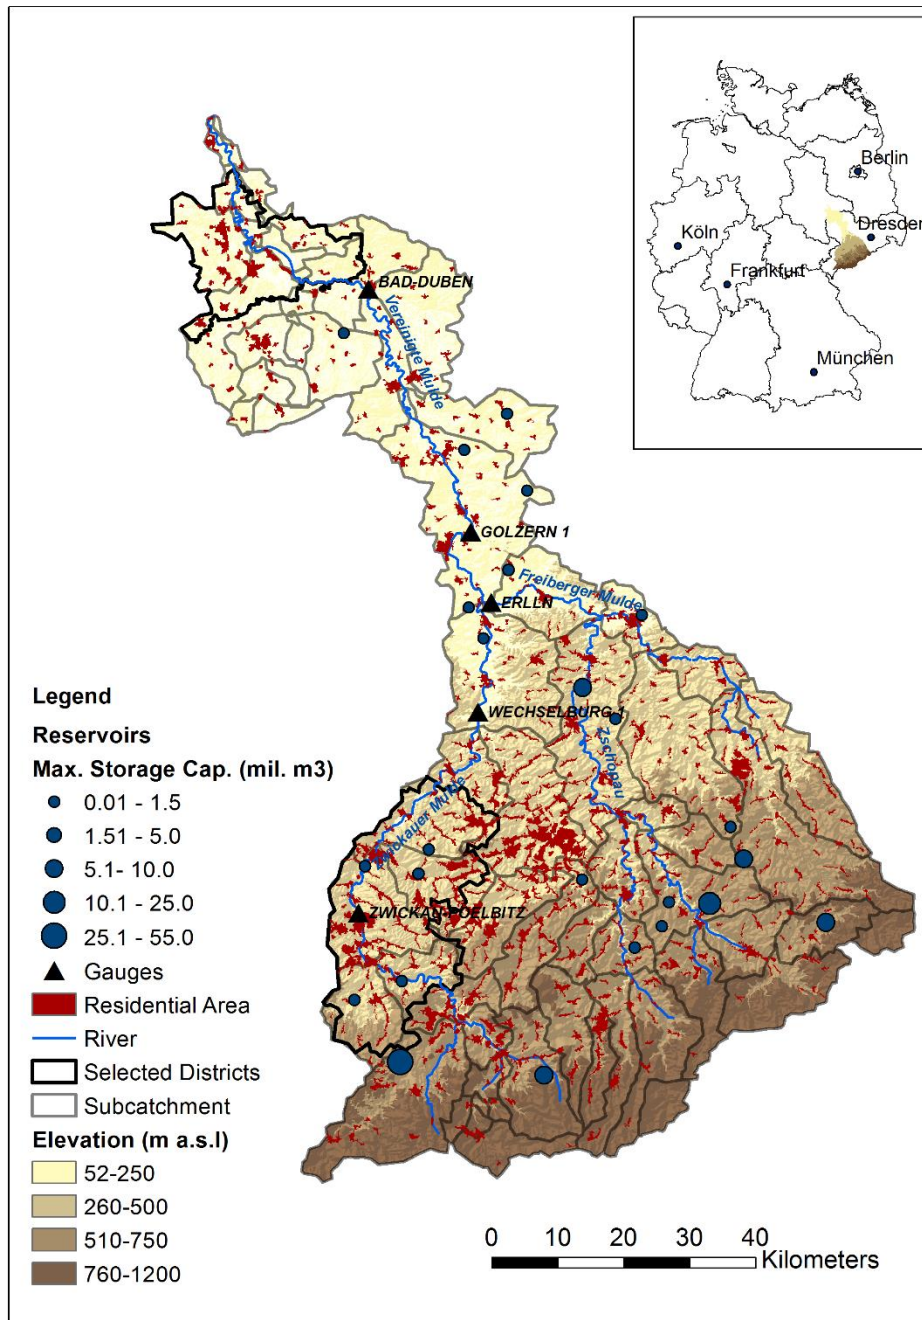 Berlin
Dresden
Köln
Frankfurt
München
BAD-DUBEN
Vereinigte Mulde
GOLZERN 1
Freiberger Mulde
ERLLN
WECHSELBURG 1
Zschopau
Zwickauer Mulde
ZWICKAU-POELBITZ
Legend
Reservoirs
Max. Storage Cap. (mil. m3)
0.01 - 1.5
1.51 - 5.0
5.1- 10.0
10.1 - 25.0
25.1 - 55.0
Gauges
Residential Area
River
Selected Districts
Subcatchment
Elevation (m a.s.l)
52-250
260-500
510-750
760-1200
0 10 20 30 40
Kilometers